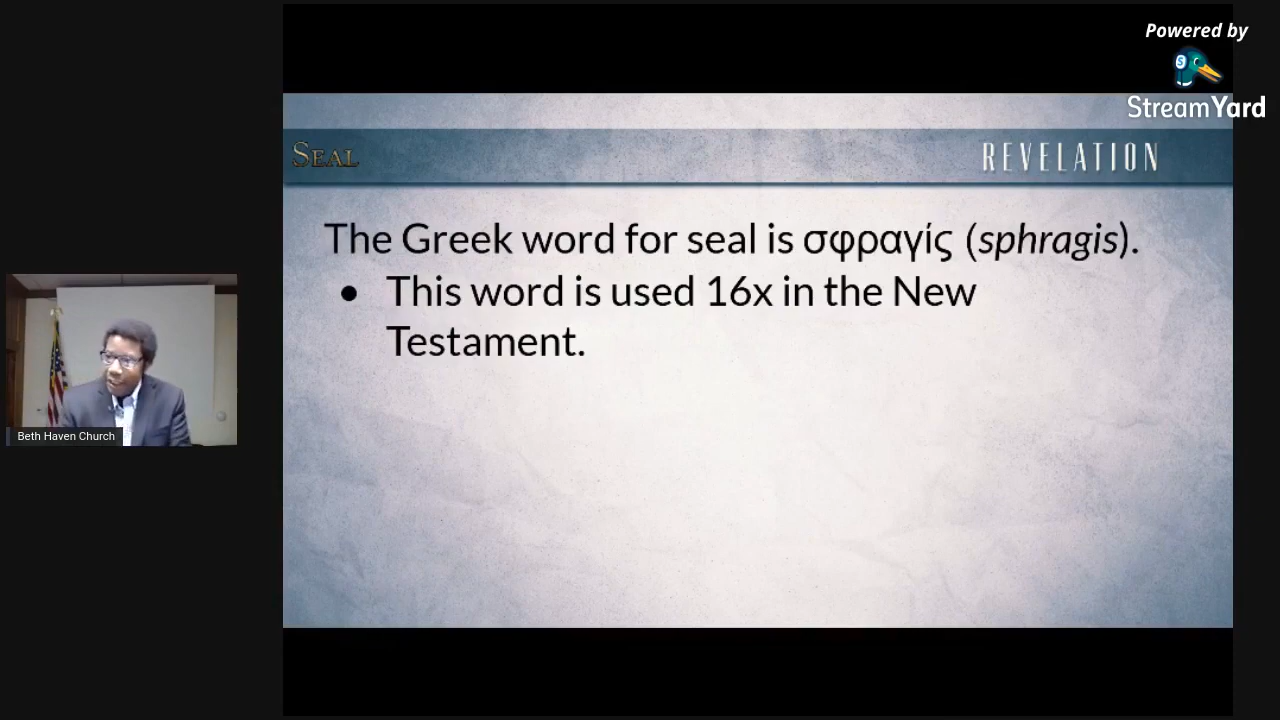 Powered by
StreamYard
SEAL
REVELATION
The Greek word for seal is σφραγίς (sphragis).
• This word is used 16x in the New
Testament.
Beth Haven Church